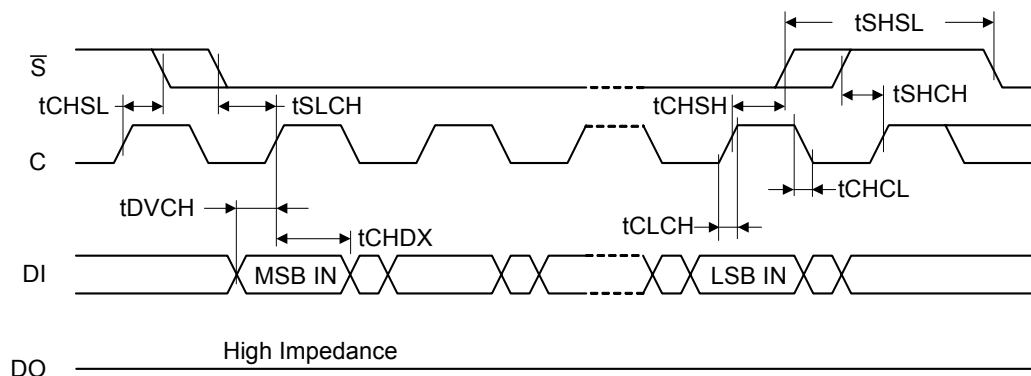 tSHSL
S̅
tCHSL
tSLCH
tCHSH
tSHCH
C
tDVCH
tCHCL
tCLCH
tCHDX
DI
MSB IN
LSB IN
High Impedance
DO